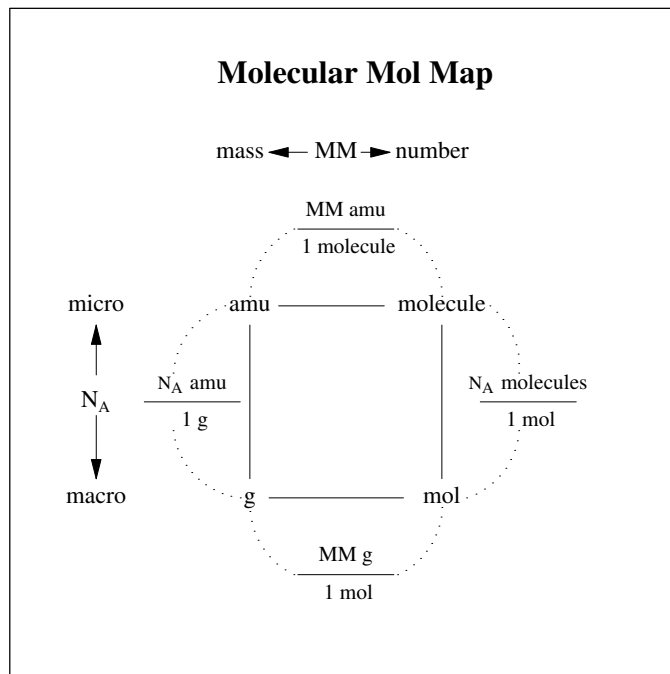 Molecular Mol Map
mass MM number
MM amu
1 molecule
micro amu molecule
N_A amu N_A molecules
N_A
1 g 1 mol
macro g mol
MM g
1 mol